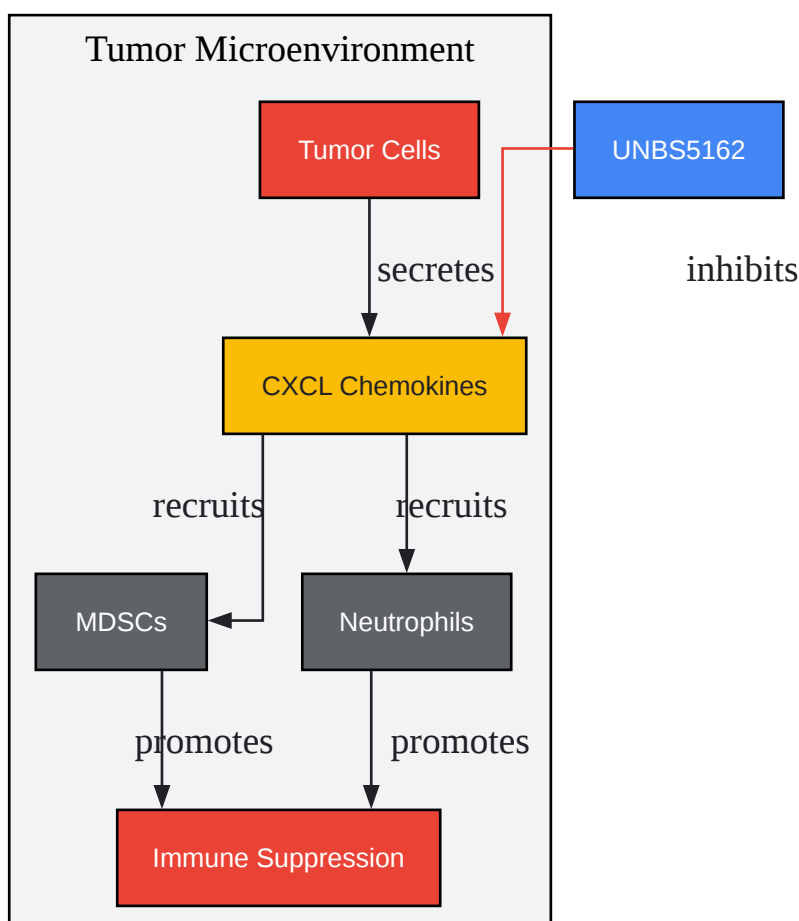 Tumor Microenvironment
Tumor Cells
UNBS5162
secretes
inhibits
CXCL Chemokines
recruits
recruits
MDSCs
Neutrophils
promotes
promotes
Immune Suppression